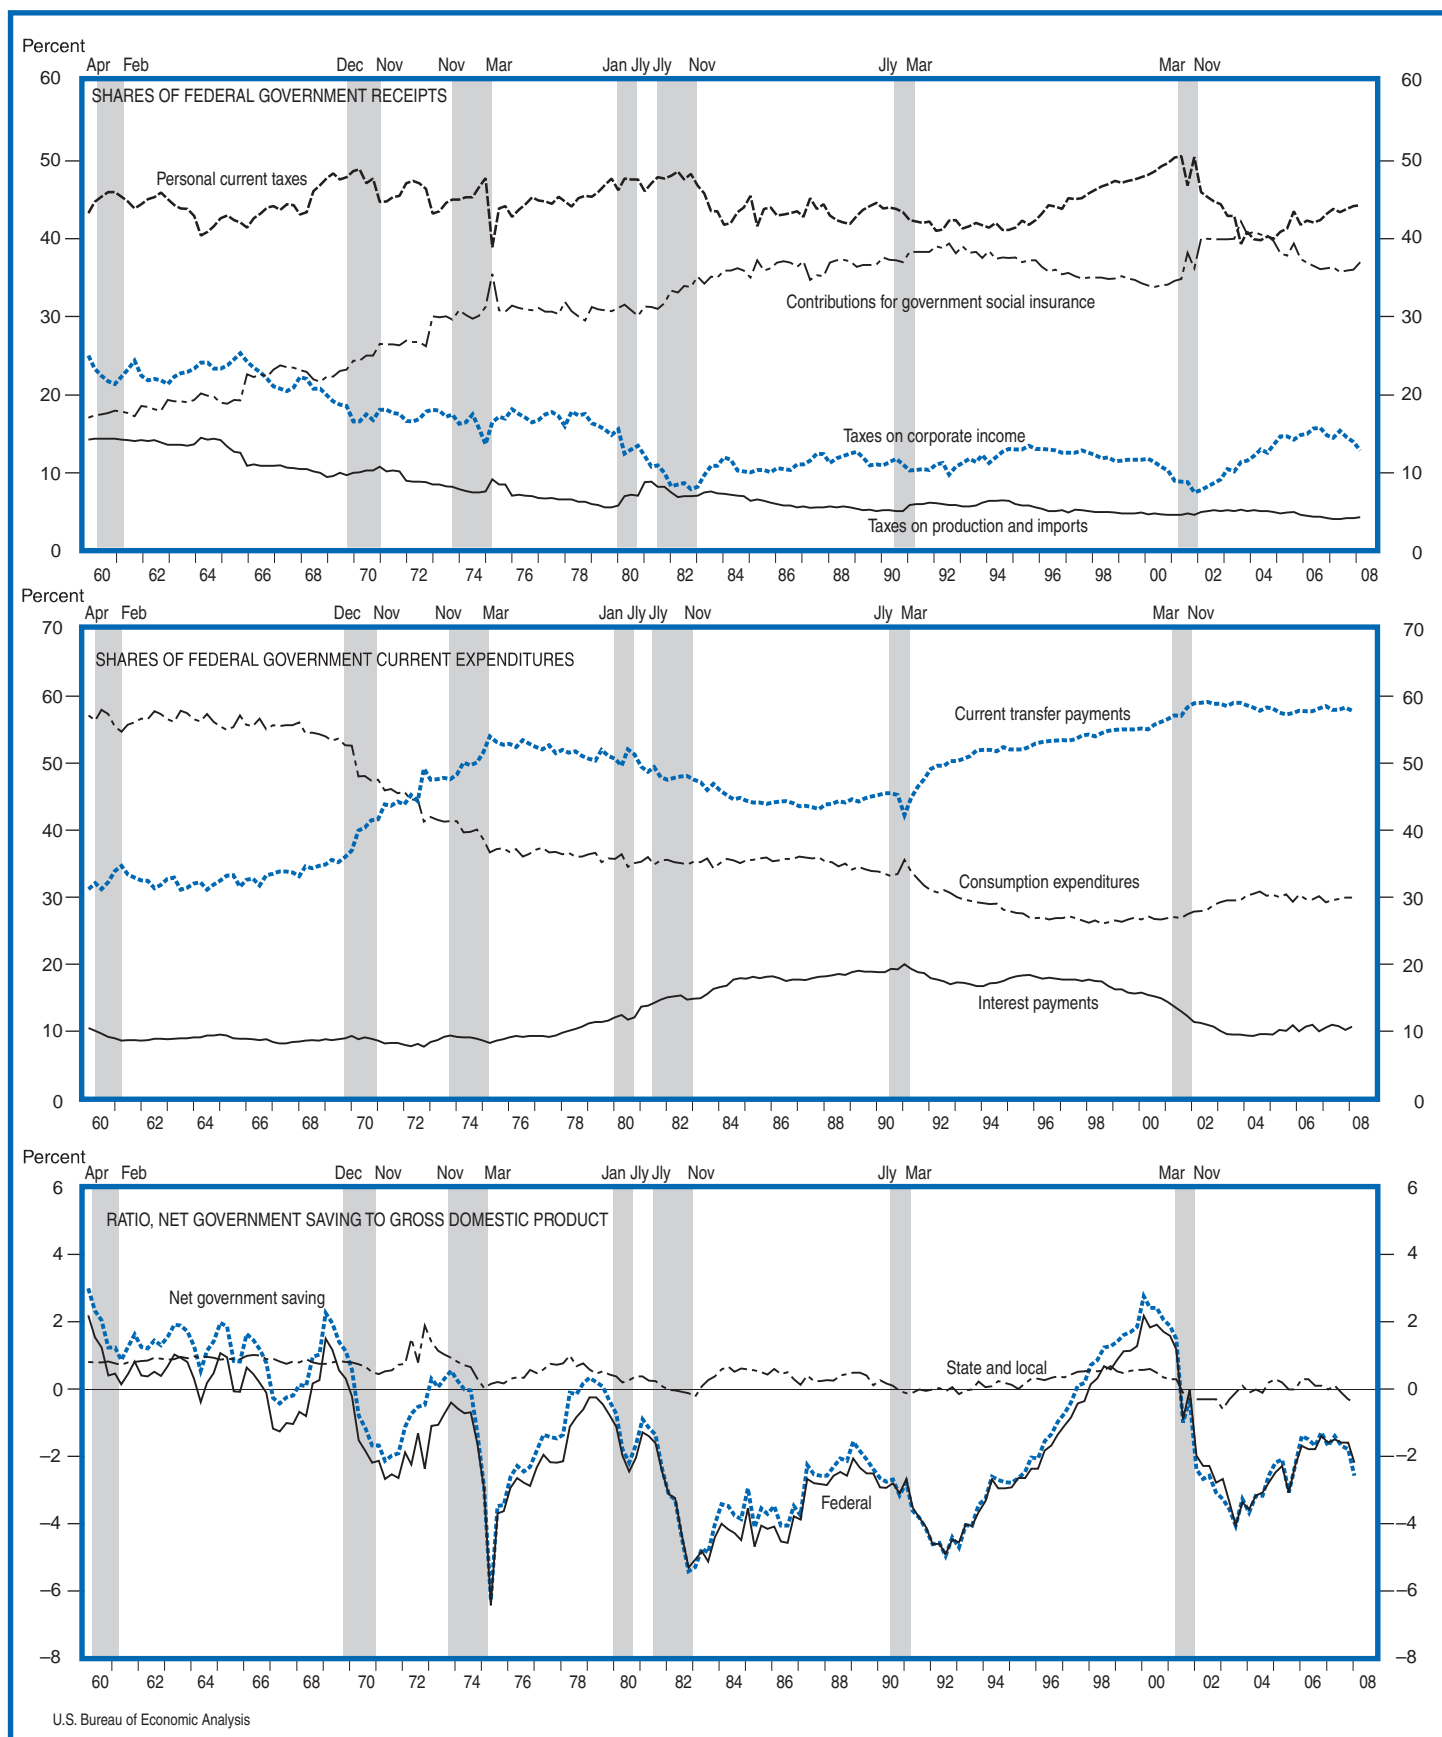 Percent
Apr Feb Dec Nov Nov Mar Jan Jly Jly Nov Jly Mar Mar Nov
60 60
SHARES OF FEDERAL GOVERNMENT RECEIPTS
50 50
Personal current taxes
40 40
Contributions for government social insurance
30 30
20 20
Taxes on corporate income
10 10
Taxes on production and imports
0 0
60 62 64 66 68 70 72 74 76 78 80 82 84 86 88 90 92 94 96 98 00 02 04 06 08
Percent
Apr Feb Dec Nov Nov Mar Jan Jly Jly Nov Jly Mar Mar Nov
70 70
SHARES OF FEDERAL GOVERNMENT CURRENT EXPENDITURES
60 60
Current transfer payments
50 50
40 40
Consumption expenditures
30 30
20 20
Interest payments
10 10
0 0
60 62 64 66 68 70 72 74 76 78 80 82 84 86 88 90 92 94 96 98 00 02 04 06 08
Percent
Apr Feb Dec Nov Nov Mar Jan Jly Jly Nov Jly Mar Mar Nov
6 6
RATIO, NET GOVERNMENT SAVING TO GROSS DOMESTIC PRODUCT
4 4
Net government saving
2 2
State and local
0 0
–2 –2
Federal
–4 –4
–6 –6
–8 –8
60 62 64 66 68 70 72 74 76 78 80 82 84 86 88 90 92 94 96 98 00 02 04 06 08
U.S. Bureau of Economic Analysis